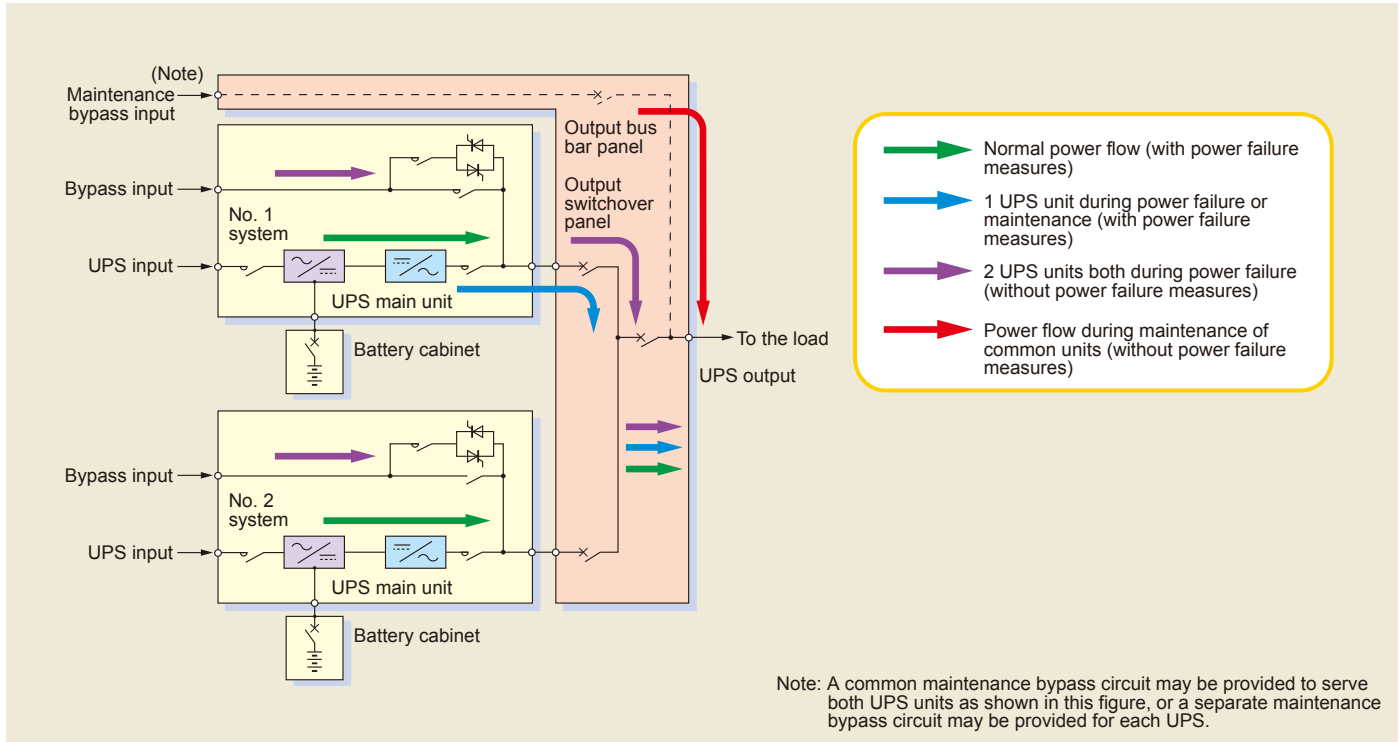 (Note)
Maintenance
bypass input
Bypass input
No. 1
system
UPS input
UPS main unit
Battery cabinet
Output bus
bar panel
Output
switchover
panel
To the load
UPS output
Bypass input
No. 2
system
UPS input
UPS main unit
Battery cabinet
Normal power flow (with power failure
measures)
1 UPS unit during power failure or
maintenance (with power failure
measures)
2 UPS units both during power failure
(without power failure measures)
Power flow during maintenance of
common units (without power failure
measures)
Note: A common maintenance bypass circuit may be provided to serve
both UPS units as shown in this figure, or a separate maintenance
bypass circuit may be provided for each UPS.